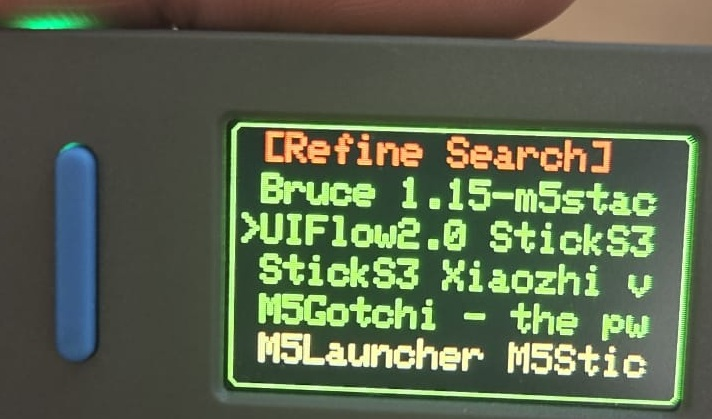 [Refine Search]
Bruce 1.15-m5stac
>UIFlow2.0 StickS3
StickS3 Xiaozhi v
M5Gotchi - the pw
M5Launcher M5Stic